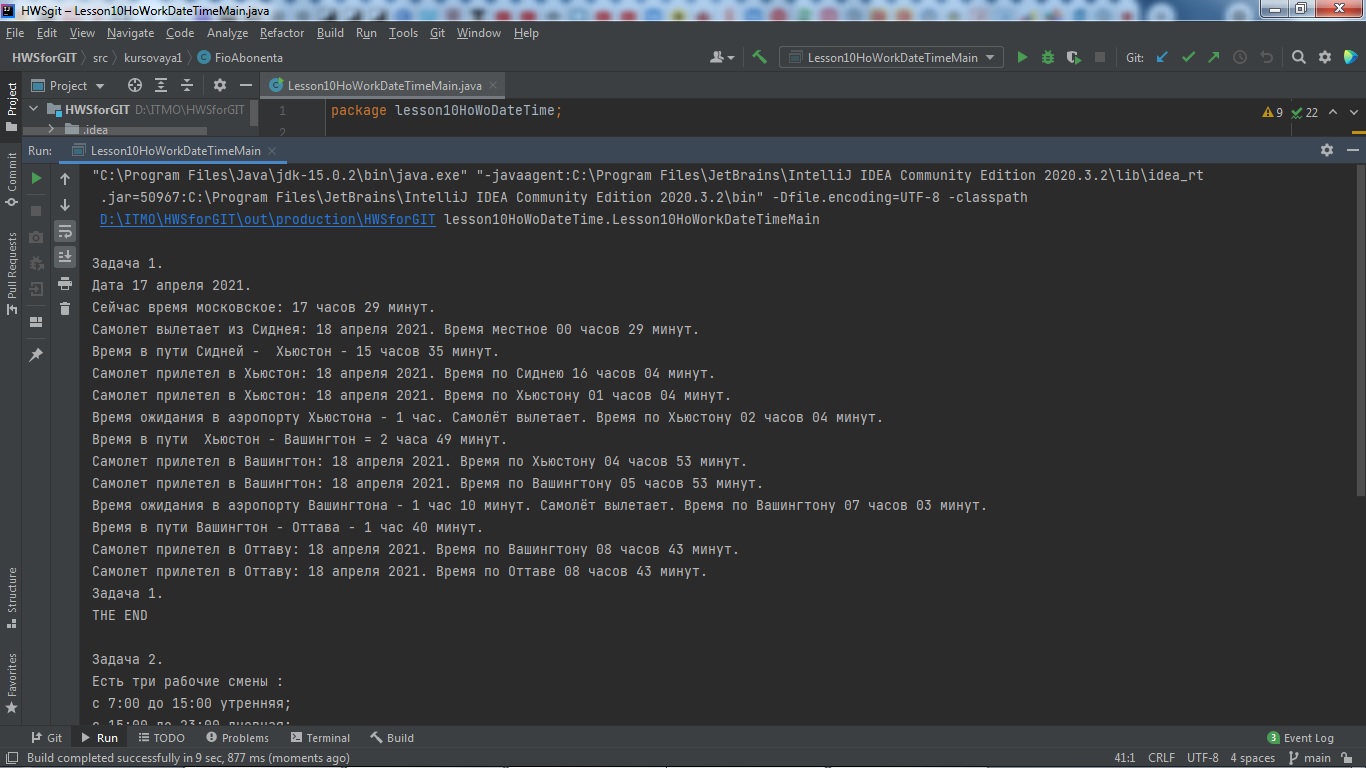 HWSgit – Lesson10HoWorkDateTimeMain.java
File Edit View Navigate Code Analyze Refactor Build Run Tools Git Window Help
HWSforGIT src kursovaya1 FioAbonenta Lesson10HoWorkDateTimeMain Git:
Project Lesson10HoWorkDateTimeMain.java
HWSforGIT D:\ITMO\HWSforGIT 1 package lesson10HoWoDateTime; 9 22
.idea 2
Run: Lesson10HoWorkDateTimeMain
"C:\Program Files\Java\jdk-15.0.2\bin\java.exe" "-javaagent:C:\Program Files\JetBrains\IntelliJ IDEA Community Edition 2020.3.2\lib\idea_rt
.jar=50967:C:\Program Files\JetBrains\IntelliJ IDEA Community Edition 2020.3.2\bin" -Dfile.encoding=UTF-8 -classpath
D:\ITMO\HWSforGIT\out\production\HWSforGIT lesson10HoWoDateTime.Lesson10HoWorkDateTimeMain
Задача 1.
Дата 17 апреля 2021.
Сейчас время московское: 17 часов 29 минут.
Самолет вылетает из Сиднея: 18 апреля 2021. Время местное 00 часов 29 минут.
Время в пути Сидней -  Хьюстон - 15 часов 35 минут.
Самолет прилетел в Хьюстон: 18 апреля 2021. Время по Сиднею 16 часов 04 минут.
Самолет прилетел в Хьюстон: 18 апреля 2021. Время по Хьюстону 01 часов 04 минут.
Время ожидания в аэропорту Хьюстона - 1 час. Самолёт вылетает. Время по Хьюстону 02 часов 04 минут.
Время в пути  Хьюстон - Вашингтон = 2 часа 49 минут.
Самолет прилетел в Вашингтон: 18 апреля 2021. Время по Хьюстону 04 часов 53 минут.
Самолет прилетел в Вашингтон: 18 апреля 2021. Время по Вашингтону 05 часов 53 минут.
Время ожидания в аэропорту Вашингтона - 1 час 10 минут. Самолёт вылетает. Время по Вашингтону 07 часов 03 минут.
Время в пути Вашингтон - Оттава - 1 час 40 минут.
Самолет прилетел в Оттаву: 18 апреля 2021. Время по Вашингтону 08 часов 43 минут.
Самолет прилетел в Оттаву: 18 апреля 2021. Время по Оттаве 08 часов 43 минут.
Задача 1.
THE END
Задача 2.
Есть три рабочие смены :
с 7:00 до 15:00 утренняя;
с 15:00 до 23:00 дневная;
Project
Commit
Pull Requests
Structure
Favorites
Git Run TODO Problems Terminal Build 3 Event Log
Build completed successfully in 9 sec, 877 ms (moments ago) 41:1 CRLF UTF-8 4 spaces main